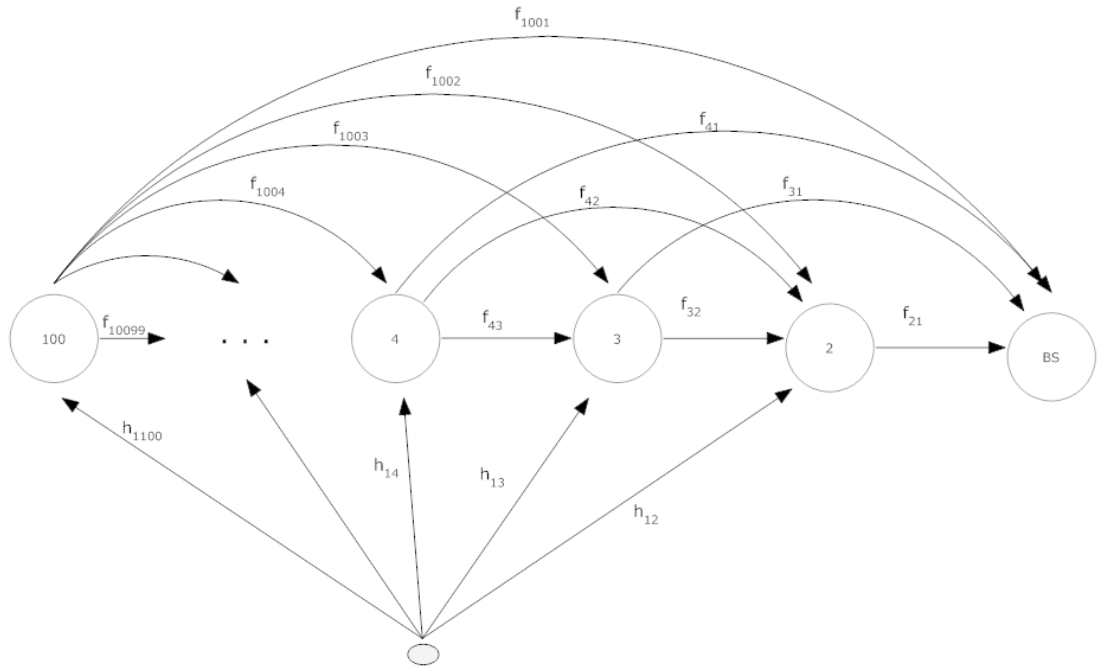 f₁₀₀₁
f₁₀₀₂
f₄₁
f₁₀₀₃
f₁₀₀₄
f₄₂
f₃₁
f₁₀₀₉₉
f₄₃
f₃₂
f₂₁
100
. . .
4
3
2
BS
h₁₁₀₀
h₁₄
h₁₃
h₁₂